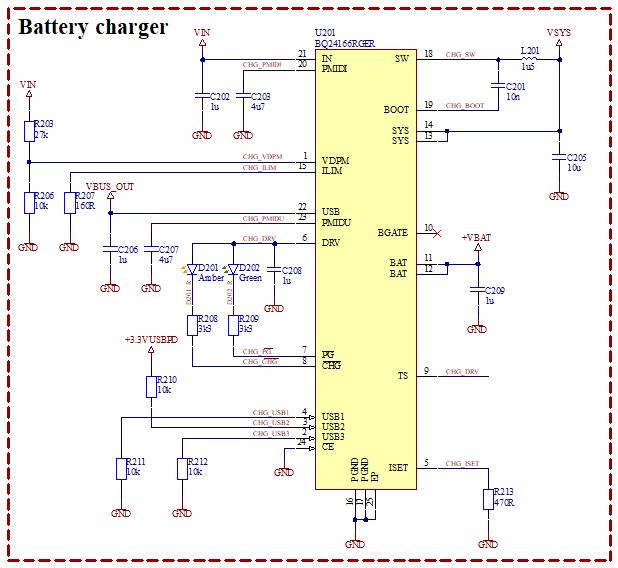 Battery charger
VIN
U201
BQ24166RGER
VSYS
CHG_PMIDI
21
20
IN
PMIDI
SW
18
CHG_SW
L201
1u5
C202
1u
C203
4u7
GND
GND
C201
10n
BOOT
19
CHG_BOOT
VIN
R203
27k
SYS
SYS
14
13
CHG_VDPM
CHG_ILIM
1
15
VDPM
ILIM
C205
10u
GND
R206
10k
R207
160R
VBUS_OUT
GND
GND
CHG_PMIDU
22
23
USB
PMIDU
C206
1u
C207
4u7
GND
GND
CHG_DRV
6
DRV
BGATE
10
+VBAT
D201
Amber
D202
Green
C208
1u
GND
BAT
BAT
11
12
C209
1u
GND
D201_R
D202_R
R208
3k3
R209
3k3
+3.3VUSBPD
CHG_PG
CHG_CHG
7
8
PG
CHG
TS
9
CHG_DRV
R210
10k
CHG_USB1
CHG_USB2
CHG_USB3
4
3
2
24
USB1
USB2
USB3
CE
R211
10k
R212
10k
GND
GND
GND
PGND
PGND
EP
16
17
25
GND
ISET
5
CHG_ISET
R213
470R
GND